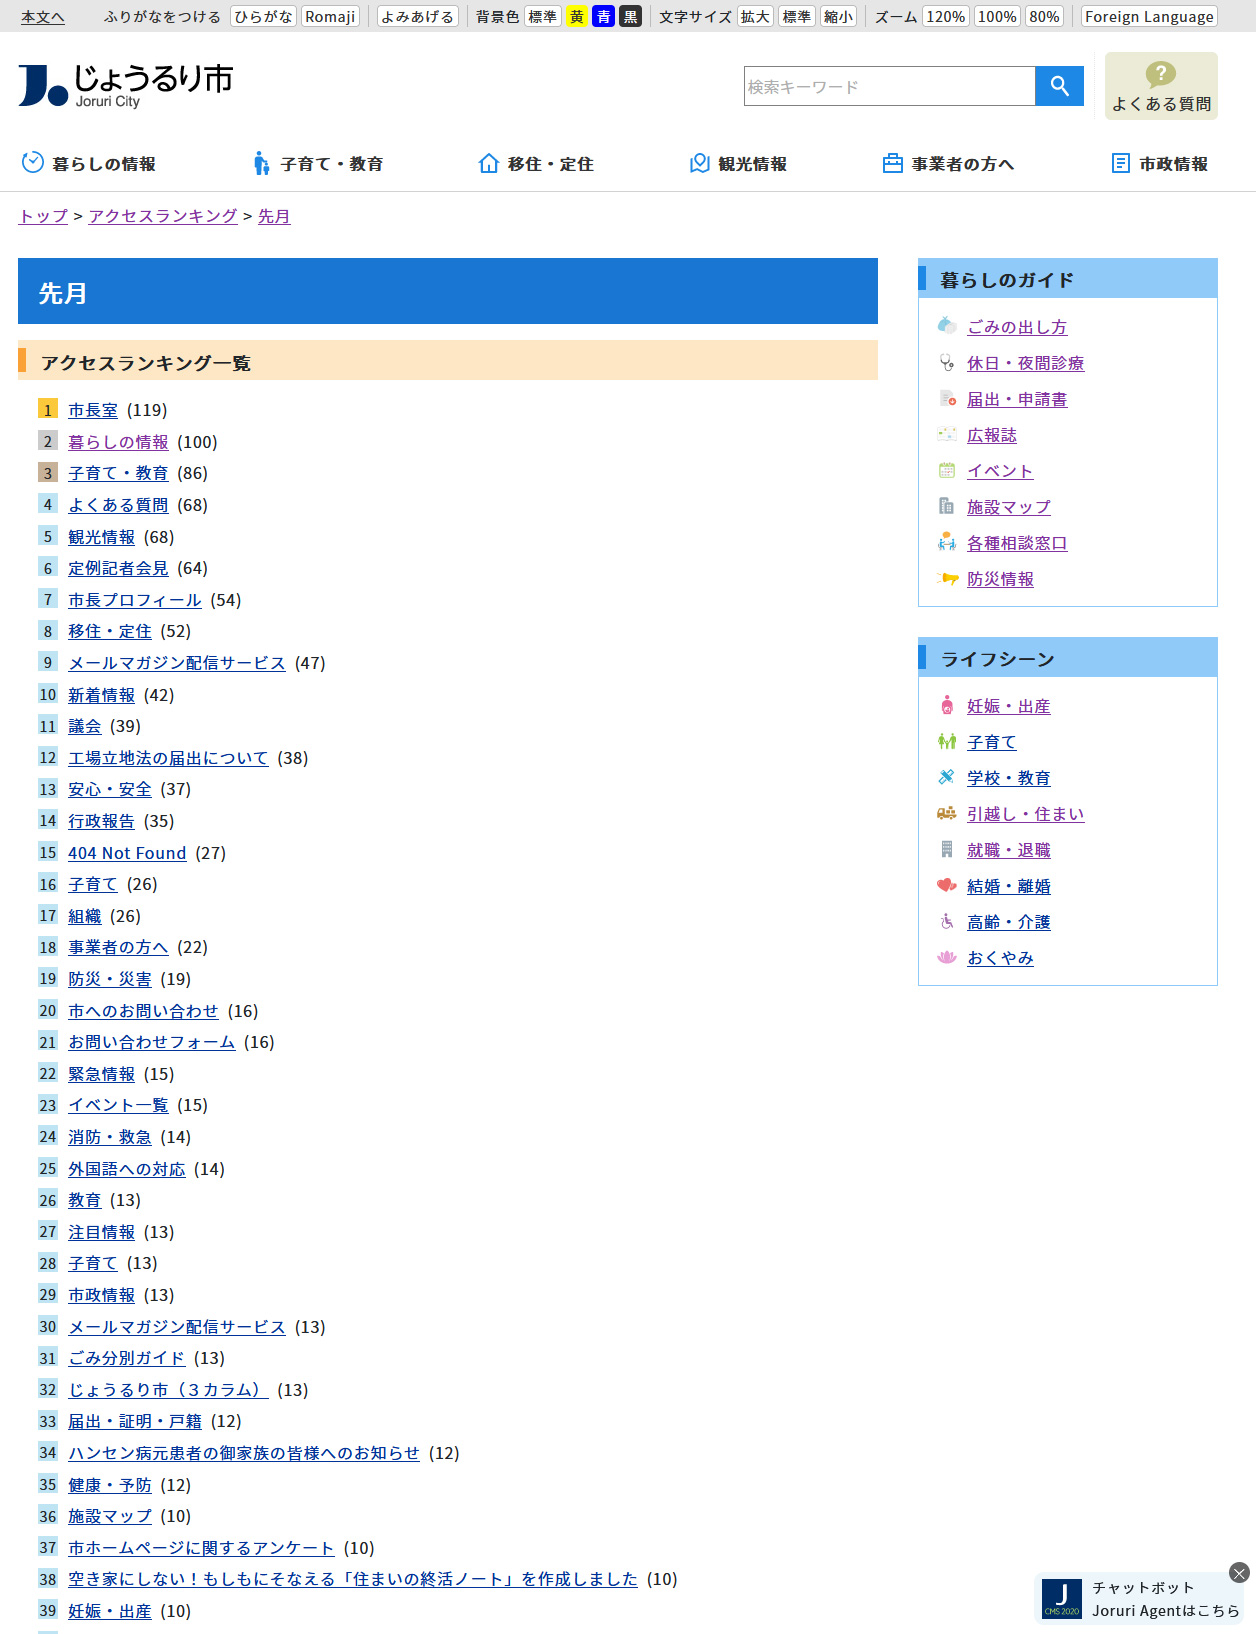 本文へ ふりがなをつける ひらがな Romaji よみあげる 背景色 標準 黄 青 黒 文字サイズ 拡大 標準 縮小 ズーム 120% 100% 80% Foreign Language
じょうるり市
Joruri City
検索キーワード
よくある質問
暮らしの情報 子育て・教育 移住・定住 観光情報 事業者の方へ 市政情報
トップ > アクセスランキング > 先月
先月
アクセスランキング一覧
1 市長室 (119)
2 暮らしの情報 (100)
3 子育て・教育 (86)
4 よくある質問 (68)
5 観光情報 (68)
6 定例記者会見 (64)
7 市長プロフィール (54)
8 移住・定住 (52)
9 メールマガジン配信サービス (47)
10 新着情報 (42)
11 議会 (39)
12 工場立地法の届出について (38)
13 安心・安全 (37)
14 行政報告 (35)
15 404 Not Found (27)
16 子育て (26)
17 組織 (26)
18 事業者の方へ (22)
19 防災・災害 (19)
20 市へのお問い合わせ (16)
21 お問い合わせフォーム (16)
22 緊急情報 (15)
23 イベント一覧 (15)
24 消防・救急 (14)
25 外国語への対応 (14)
26 教育 (13)
27 注目情報 (13)
28 子育て (13)
29 市政情報 (13)
30 メールマガジン配信サービス (13)
31 ごみ分別ガイド (13)
32 じょうるり市（３カラム） (13)
33 届出・証明・戸籍 (12)
34 ハンセン病元患者の御家族の皆様へのお知らせ (12)
35 健康・予防 (12)
36 施設マップ (10)
37 市ホームページに関するアンケート (10)
38 空き家にしない！もしもにそなえる「住まいの終活ノート」を作成しました (10)
39 妊娠・出産 (10)
暮らしのガイド
ごみの出し方
休日・夜間診療
届出・申請書
広報誌
イベント
施設マップ
各種相談窓口
防災情報
ライフシーン
妊娠・出産
子育て
学校・教育
引越し・住まい
就職・退職
結婚・離婚
高齢・介護
おくやみ
J
CMS 2020
チャットボット
Joruri Agentはこちら